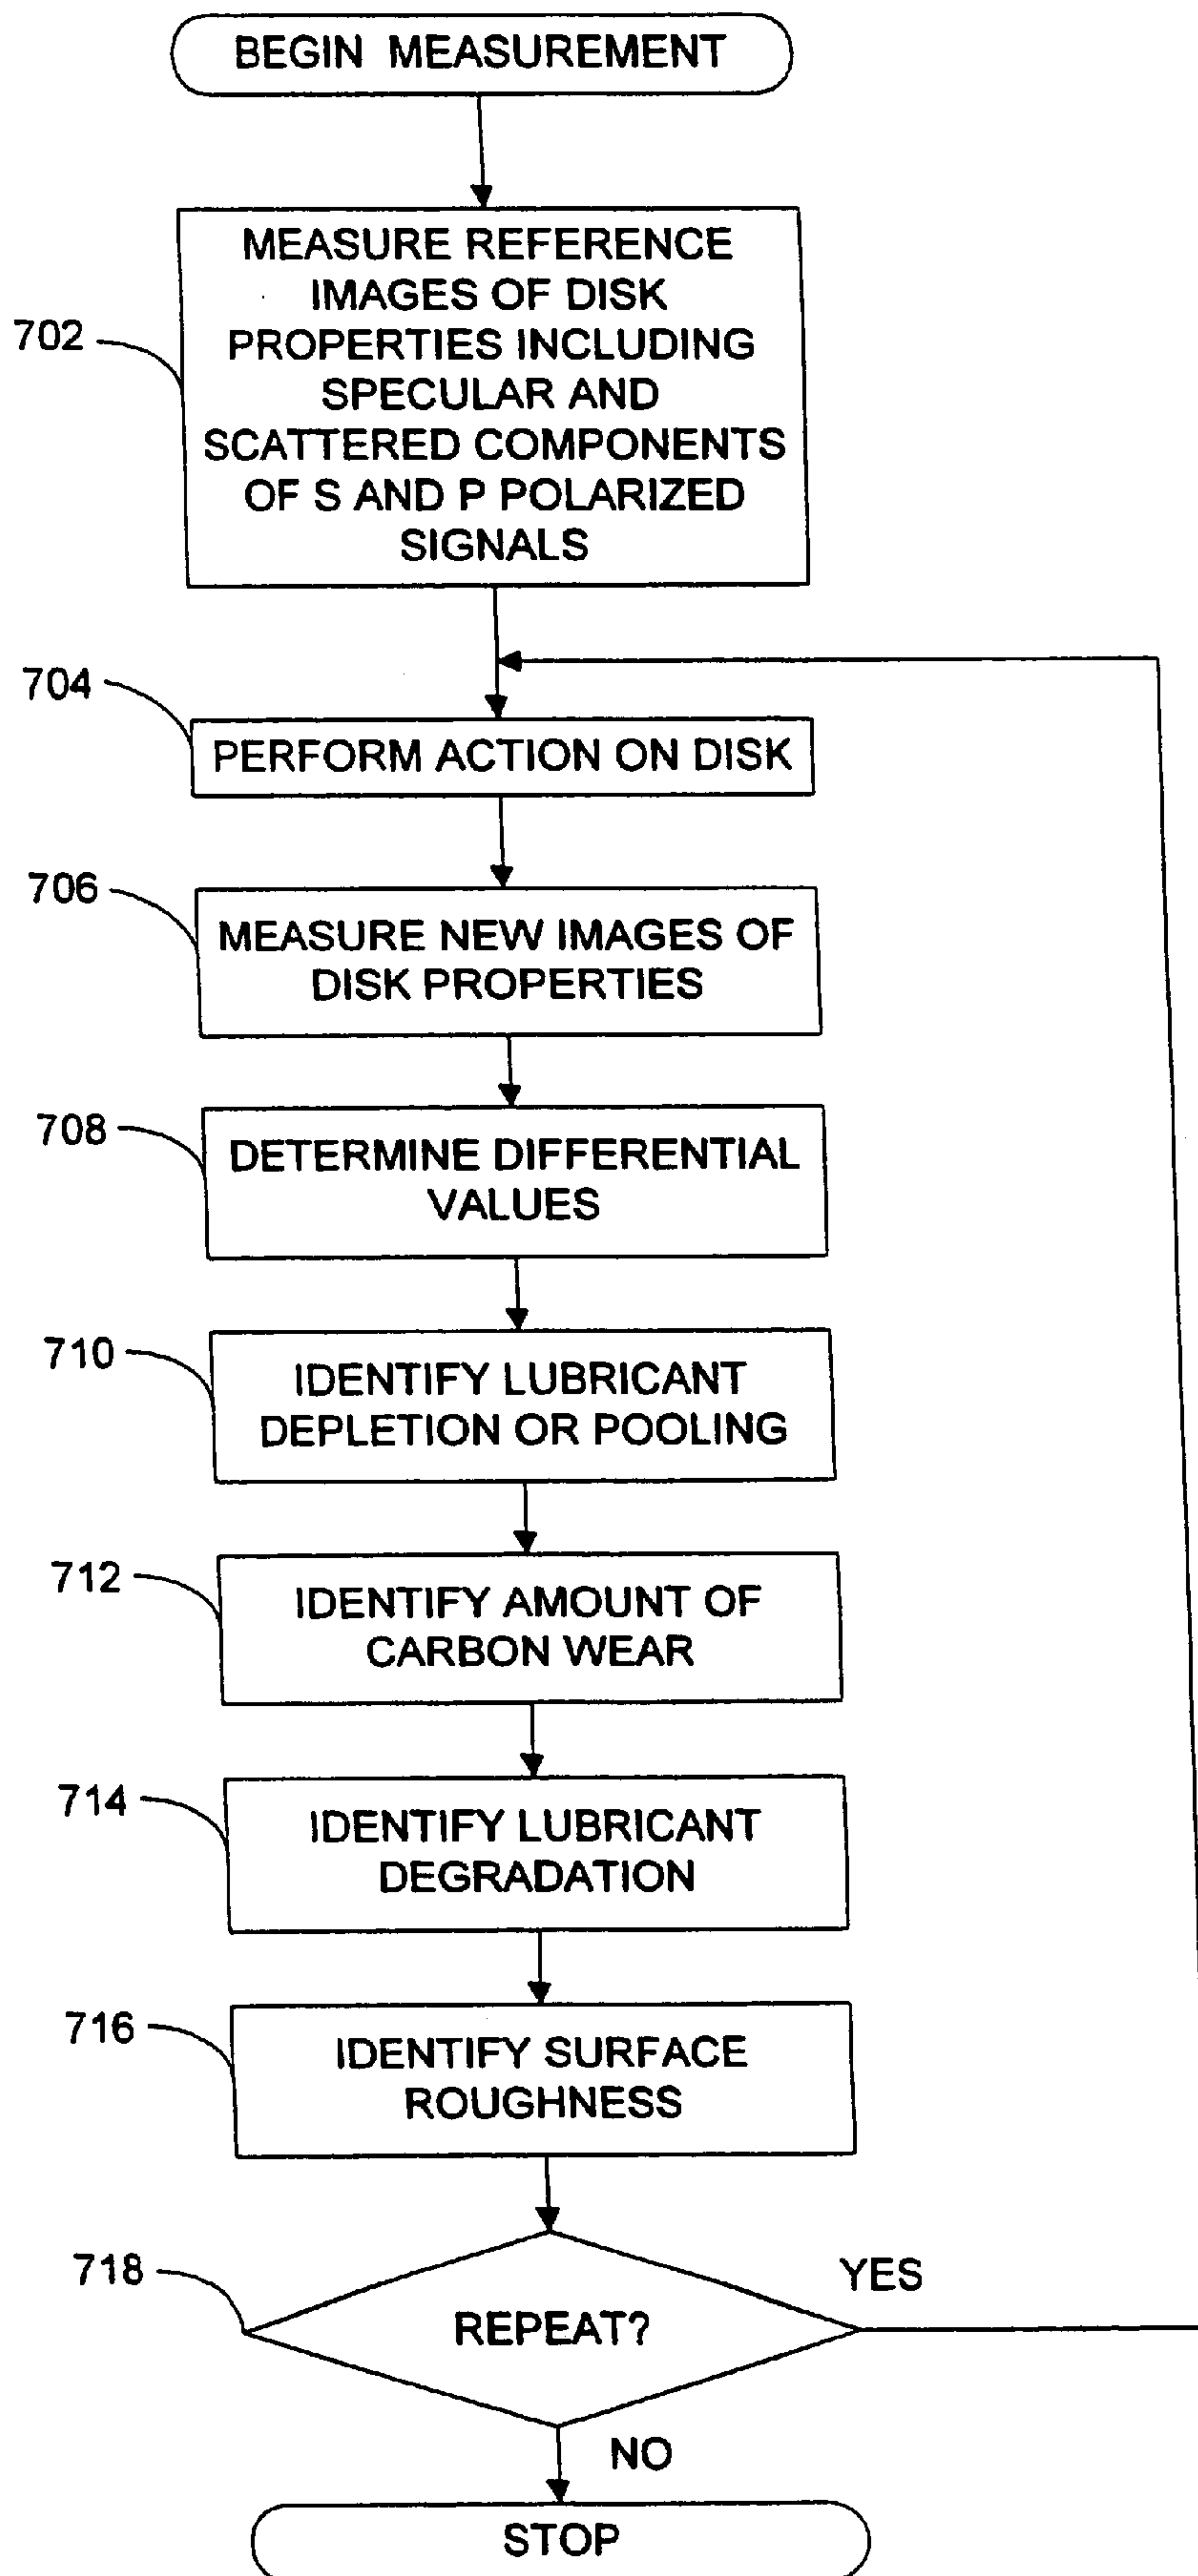 BEGIN MEASUREMENT
702
MEASURE REFERENCE
IMAGES OF DISK
PROPERTIES INCLUDING
SPECULAR AND
SCATTERED COMPONENTS
OF S AND P POLARIZED
SIGNALS
704
PERFORM ACTION ON DISK
706
MEASURE NEW IMAGES OF
DISK PROPERTIES
708
DETERMINE DIFFERENTIAL
VALUES
710
IDENTIFY LUBRICANT
DEPLETION OR POOLING
712
IDENTIFY AMOUNT OF
CARBON WEAR
714
IDENTIFY LUBRICANT
DEGRADATION
716
IDENTIFY SURFACE
ROUGHNESS
718
REPEAT?
YES
NO
STOP